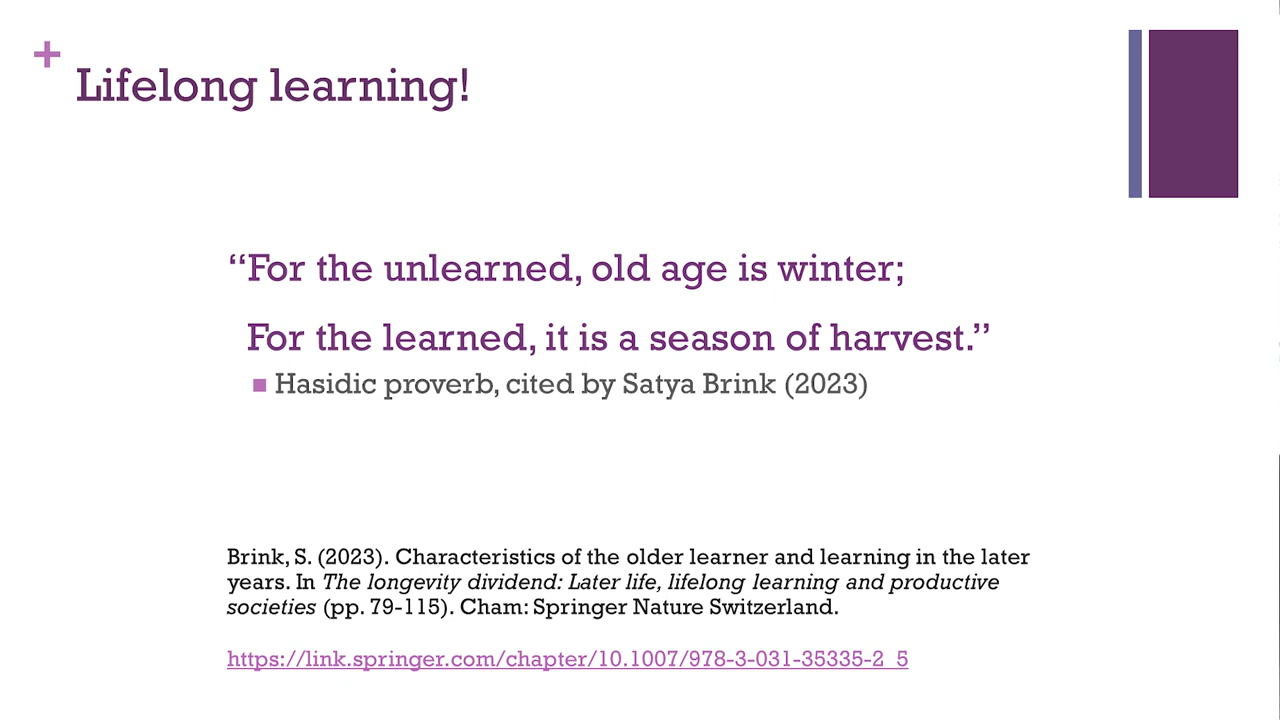 +
Lifelong learning!
“For the unlearned, old age is winter;
For the learned, it is a season of harvest.”
Hasidic proverb, cited by Satya Brink (2023)
Brink, S. (2023). Characteristics of the older learner and learning in the later
years. In The longevity dividend: Later life, lifelong learning and productive
societies (pp. 79-115). Cham: Springer Nature Switzerland.
https://link.springer.com/chapter/10.1007/978-3-031-35335-2_5